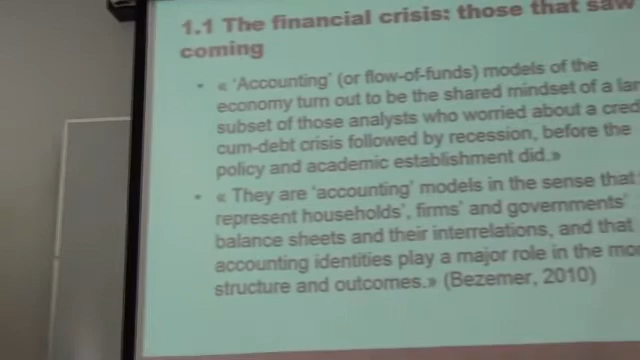 1.1 The financial crisis: those that saw
coming
• « 'Accounting' (or flow-of-funds) models of the
economy turn out to be the shared mindset of a
subset of those analysts who worried about a
cum-debt crisis followed by recession, before the
policy and academic establishment did.»
• « They are 'accounting' models in the sense that
represent households', firms' and governments'
balance sheets and their interrelations, and that
accounting identities play a major role in the
structure and outcomes.» (Bezemer, 2010)